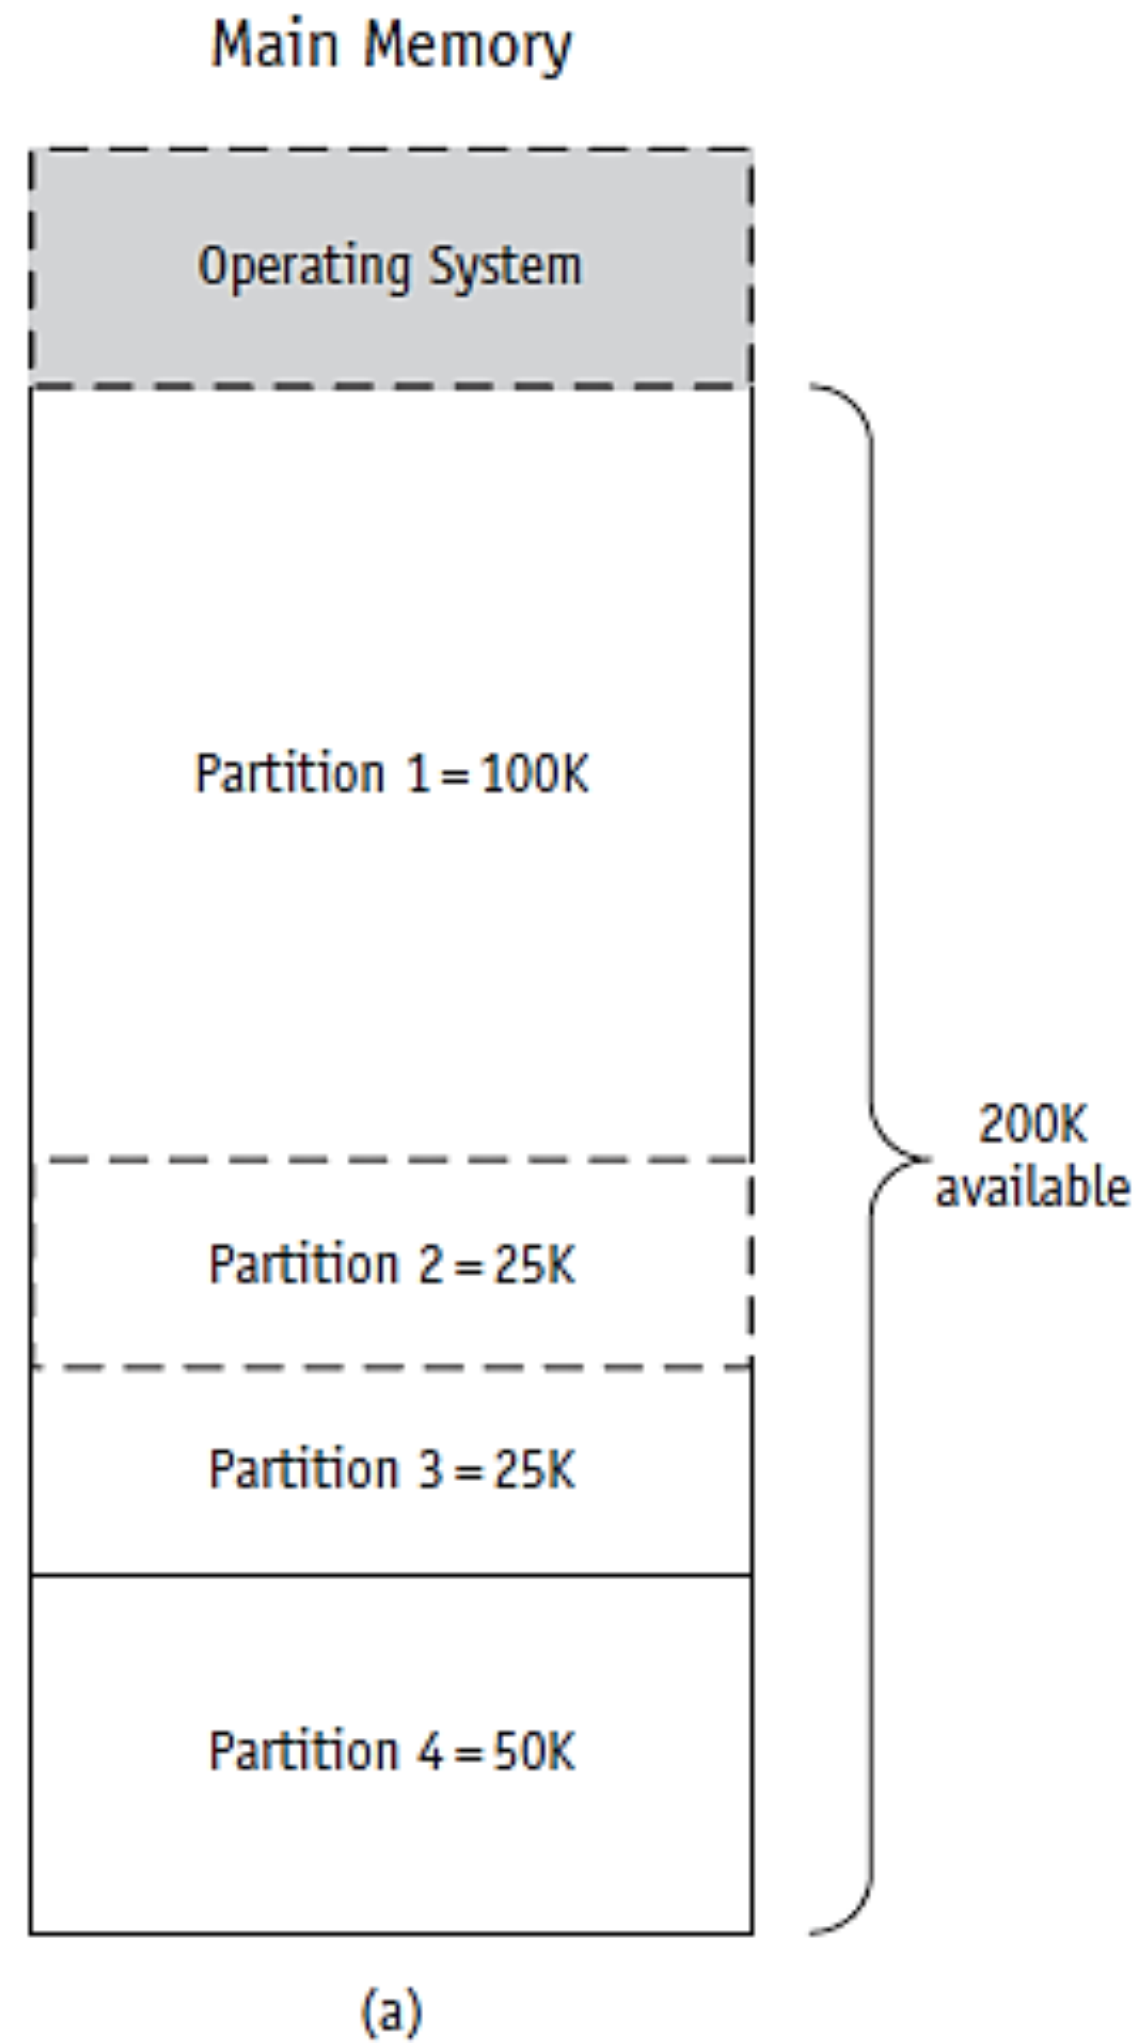 Main Memory
Operating System
Partition 1 = 100K
200K
available
Partition 2 = 25K
Partition 3 = 25K
Partition 4 = 50K
(a)